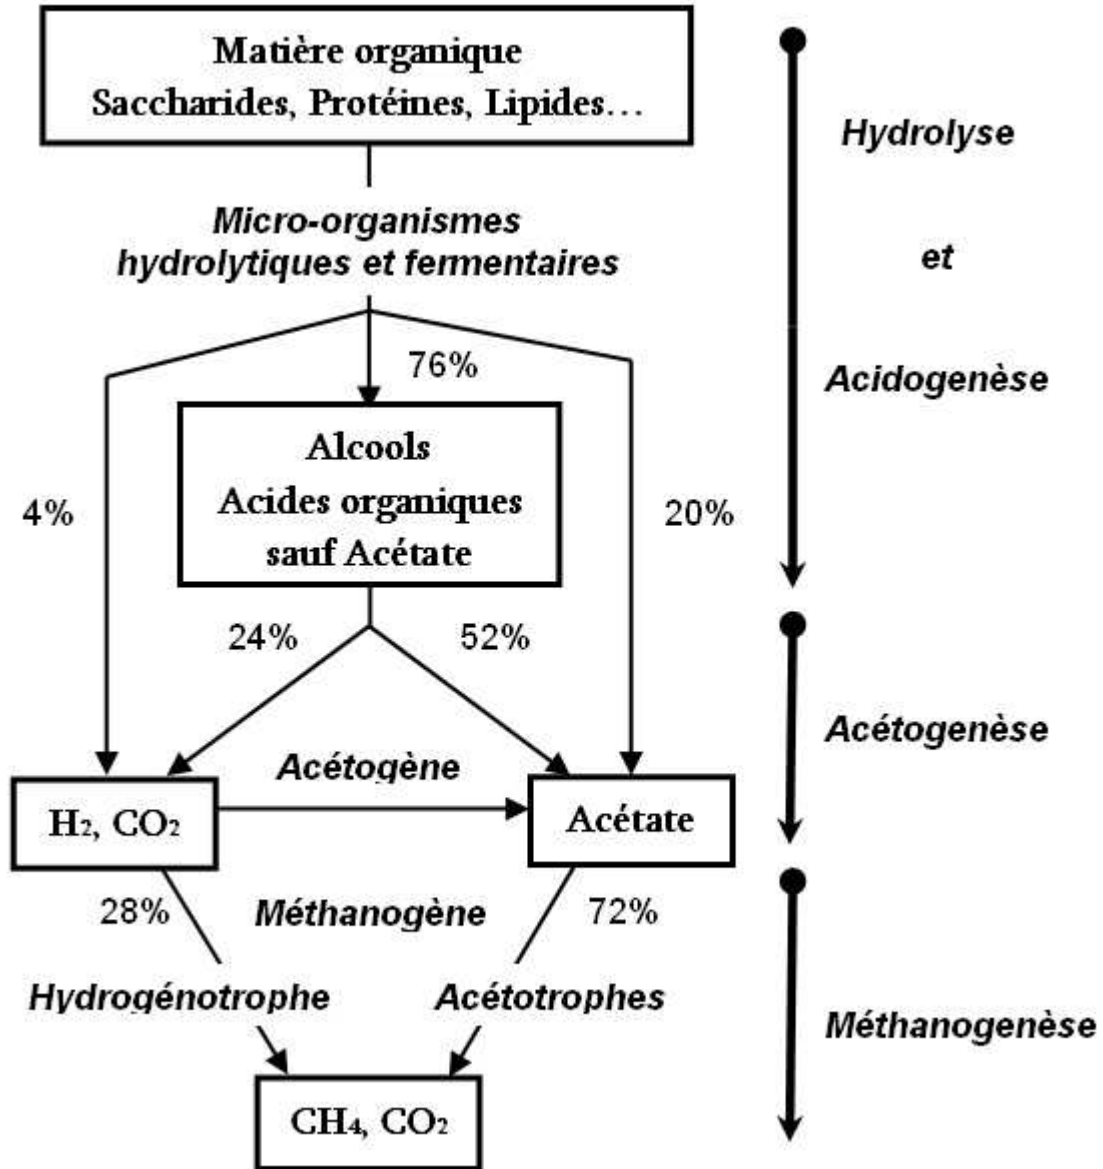 Matière organique
Saccharides, Protéines, Lipides…
Hydrolyse
Micro-organismes
hydrolytiques et fermentaires
et
76%
Acidogenèse
Alcools
Acides organiques
sauf Acétate
4%
20%
24%
52%
Acétogenèse
Acétogène
H₂, CO₂
Acétate
28%
Méthanogène
72%
Hydrogénotrophe
Acétotrophes
Méthanogenèse
CH₄, CO₂